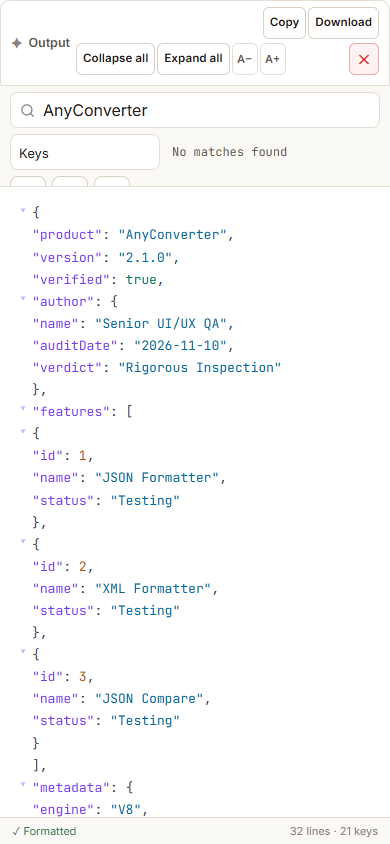 Copy Download
Output
Collapse all Expand all A− A+
AnyConverter
Keys No matches found
{
"product": "AnyConverter",
"version": "2.1.0",
"verified": true,
"author": {
"name": "Senior UI/UX QA",
"auditDate": "2026-11-10",
"verdict": "Rigorous Inspection"
},
"features": [
{
"id": 1,
"name": "JSON Formatter",
"status": "Testing"
},
{
"id": 2,
"name": "XML Formatter",
"status": "Testing"
},
{
"id": 3,
"name": "JSON Compare",
"status": "Testing"
}
],
"metadata": {
"engine": "V8",
✓ Formatted 32 lines · 21 keys